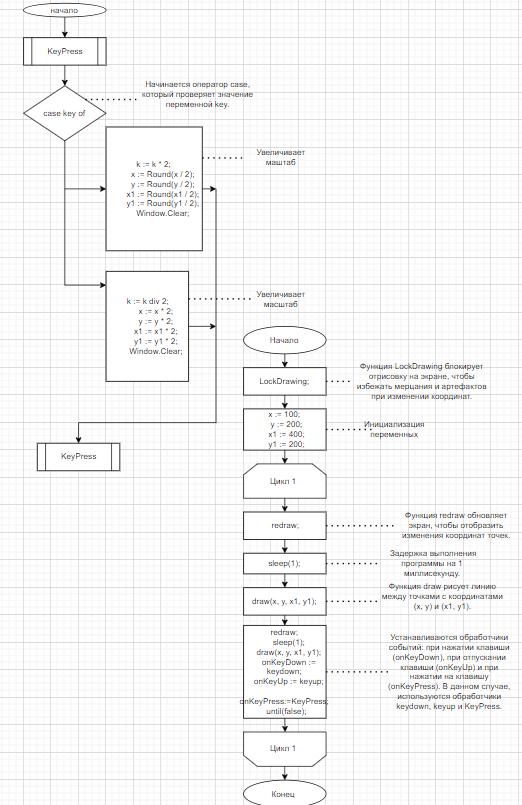 начало
KeyPress
Начинается оператор case,
который проверяет значение
переменной key.
case key of
k := k * 2;
x := Round(x / 2);
y := Round(y / 2);
x1 := Round(x1 / 2);
y1 := Round(y1 / 2);
Window.Clear;
Увеличивает
маштаб
k := k div 2;
x := x * 2;
y := y * 2;
x1 := x1 * 2;
y1 := y1 * 2;
Window.Clear;
Увеличивает
масштаб
KeyPress
Начало
LockDrawing;
Функция LockDrawing блокирует
отрисовку на экране, чтобы
избежать мерцания и артефактов
при изменении координат.
x := 100;
y := 200;
x1 := 400;
y1 := 200;
Инициализация
переменных
Цикл 1
redraw;
Функция redraw обновляет
экран, чтобы отобразить
изменения координат точек.
sleep(1);
Задержка выполнения
программы на 1
миллисекунду.
draw(x, y, x1, y1);
Функция draw рисует линию
между точками с координатами
(x, y) и (x1, y1).
redraw;
sleep(1);
draw(x, y, x1, y1);
onKeyDown :=
keydown;
onKeyUp := keyup;
onKeyPress:=KeyPress;
until(false);
Устанавливаются обработчики
событий: при нажатии клавиши
(onKeyDown), при отпускании
клавиши (onKeyUp) и при
нажатии на клавишу
(onKeyPress). В данном случае,
используются обработчики
keydown, keyup и KeyPress.
Цикл 1
Конец